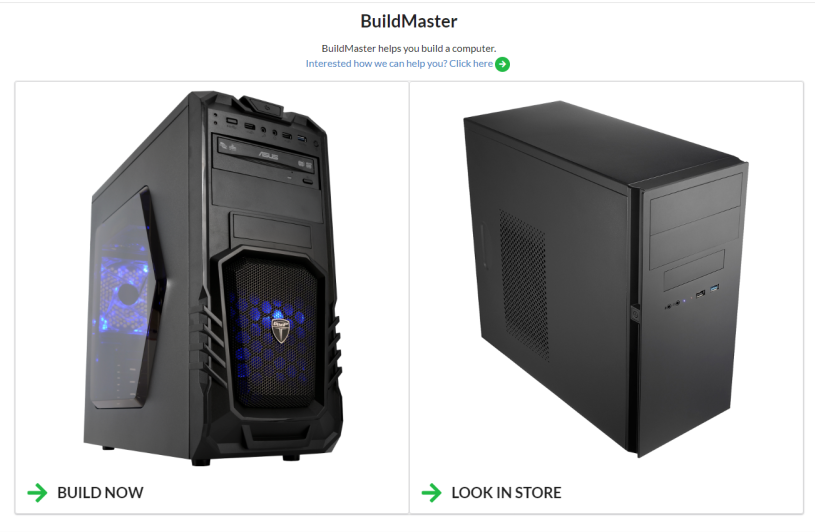 BuildMaster
BuildMaster helps you build a computer.
Interested how we can help you? Click here
ASUS
BUILD NOW
LOOK IN STORE